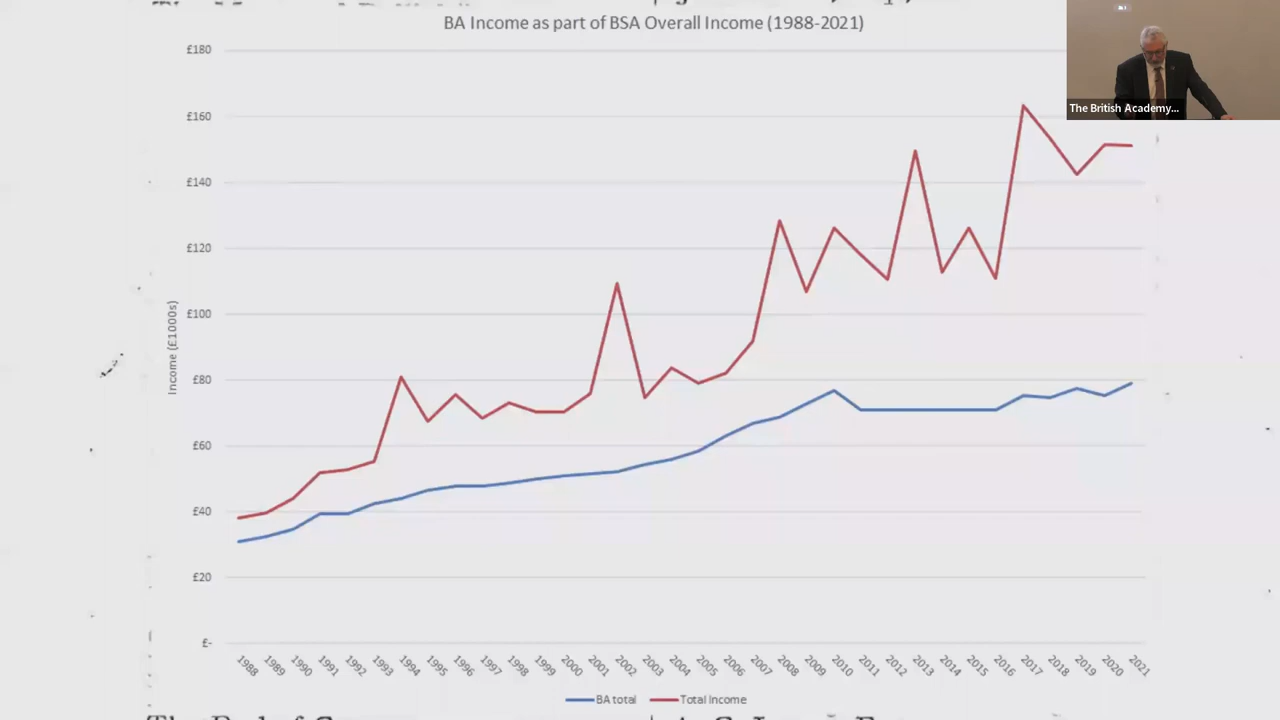 BA Income as part of BSA Overall Income (1988-2021)
The British Academy...
Income (£1000s)
£180
£160
£140
£120
£100
£80
£60
£40
£20
£-
1988 1989 1990 1991 1992 1993 1994 1995 1996 1997 1998 1999 2000 2001 2002 2003 2004 2005 2006 2007 2008 2009 2010 2011 2012 2013 2014 2015 2016 2017 2018 2019 2020 2021
BA total Total Income